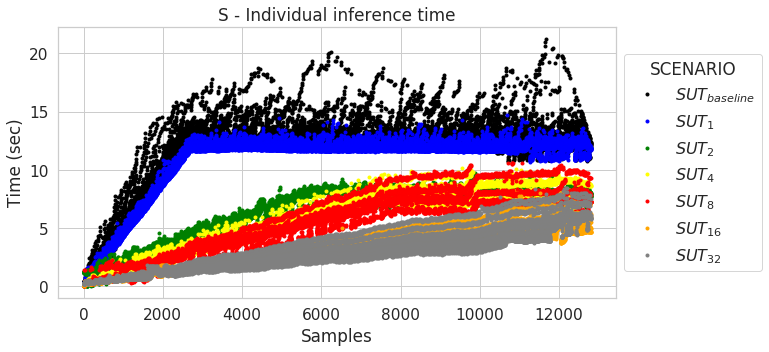 S - Individual inference time
Time (sec)
20
15
10
5
0
0 2000 4000 6000 8000 10000 12000
Samples
SCENARIO
SUT_baseline
SUT_1
SUT_2
SUT_4
SUT_8
SUT_16
SUT_32